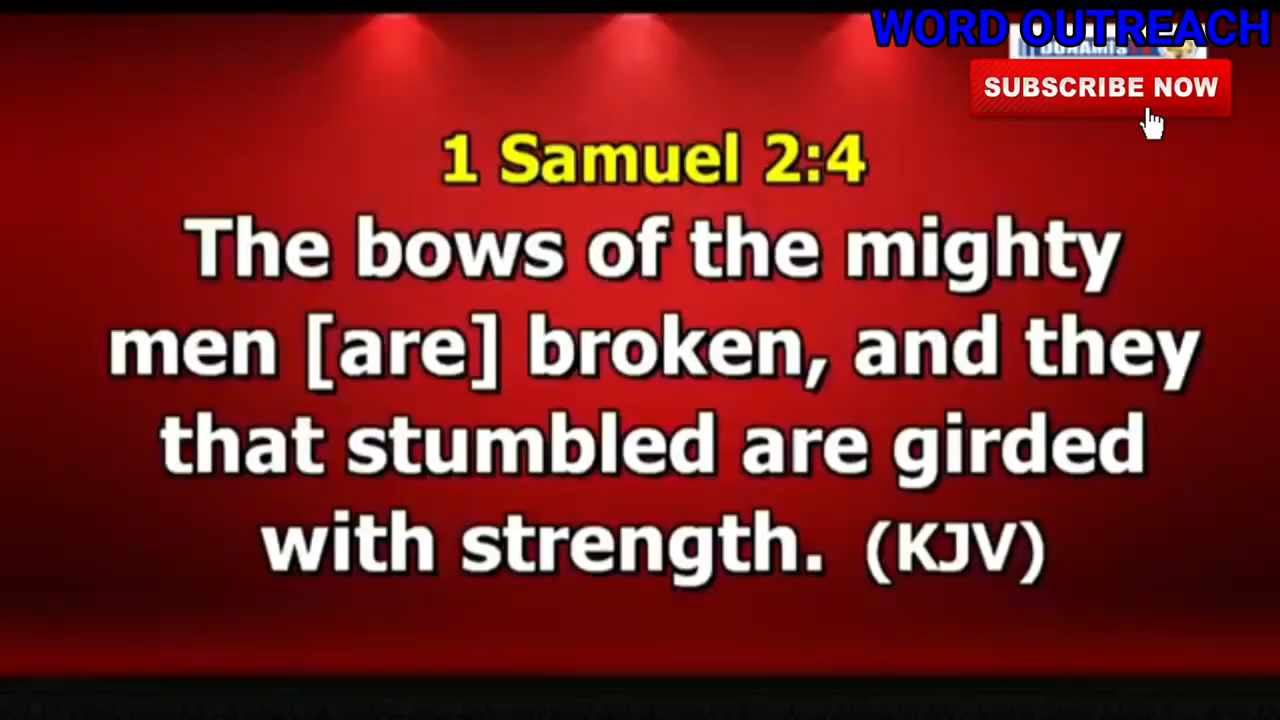 WORD OUTREACH
SUBSCRIBE NOW
1 Samuel 2:4
The bows of the mighty
men [are] broken, and they
that stumbled are girded
with strength. (KJV)